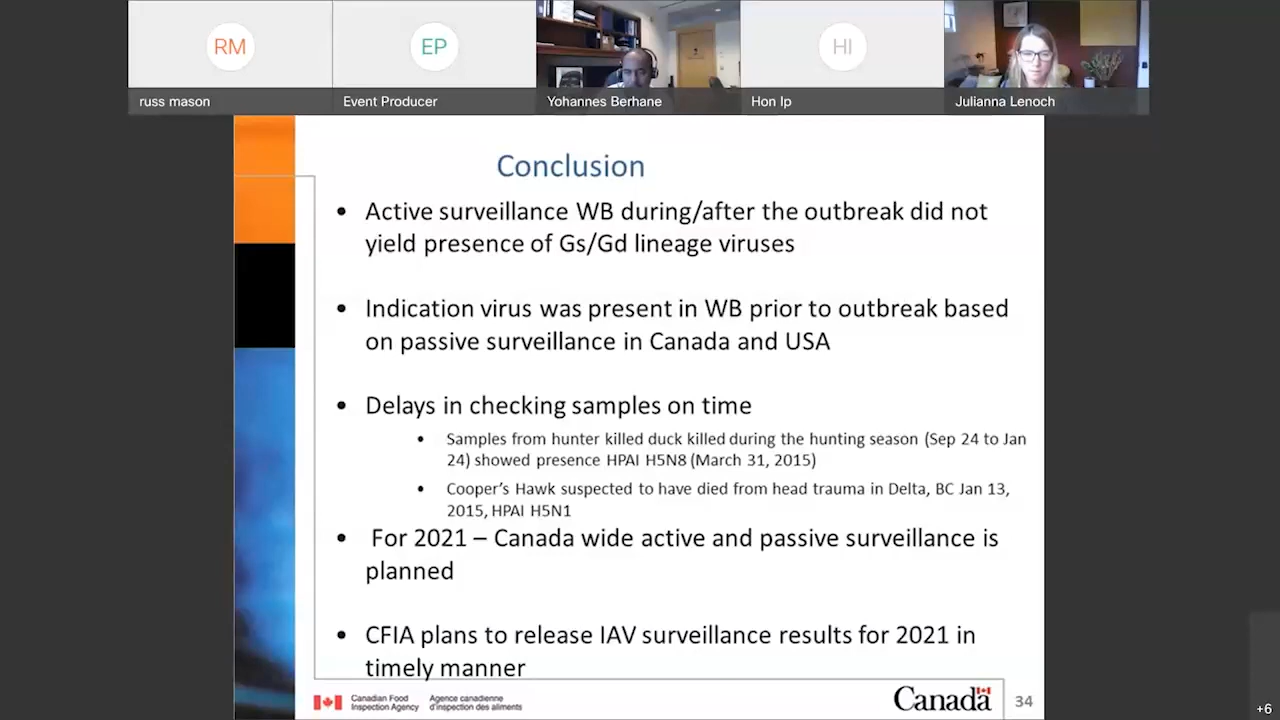 RM
EP
HI
russ mason
Event Producer
Yohannes Berhane
Hon Ip
Julianna Lenoch
Conclusion
• Active surveillance WB during/after the outbreak did not
yield presence of Gs/Gd lineage viruses
• Indication virus was present in WB prior to outbreak based
on passive surveillance in Canada and USA
• Delays in checking samples on time
• Samples from hunter killed duck killed during the hunting season (Sep 24 to Jan
24) showed presence HPAI H5N8 (March 31, 2015)
• Cooper's Hawk suspected to have died from head trauma in Delta, BC Jan 13,
2015, HPAI H5N1
• For 2021 – Canada wide active and passive surveillance is
planned
• CFIA plans to release IAV surveillance results for 2021 in
timely manner
Canadian Food
Inspection Agency
Agence canadienne
d'inspection des aliments
Canada
34
+6